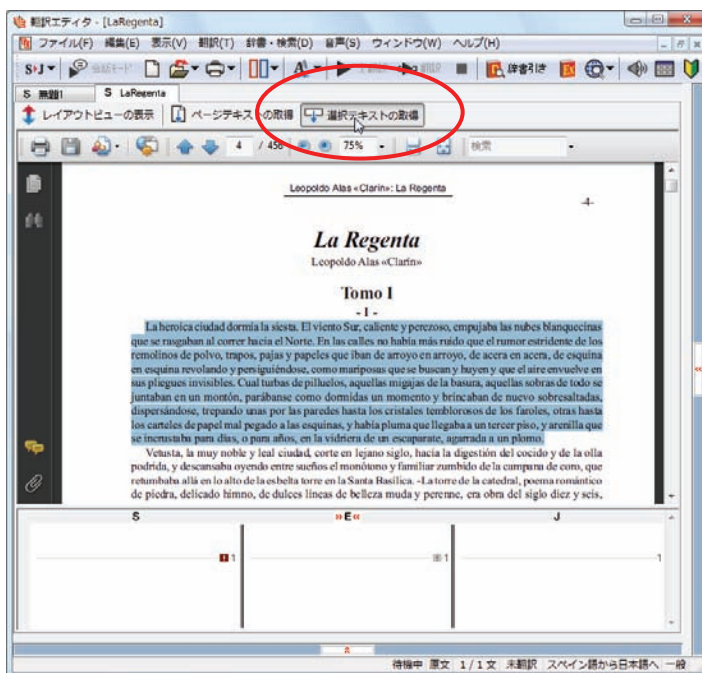 翻訳エディタ - [LaRegenta]
ファイル(F) 編集(E) 表示(V) 翻訳(T) 辞書・検索(D) 音声(S) ウィンドウ(W) ヘルプ(H)
S›J 会話モード A 翻訳 辞書引き
S 無題1 S LaRegenta
レイアウトビューの表示 ページテキストの取得 選択テキストの取得
4 / 456 75% 検索
Leopoldo Alas «Clarín»: La Regenta
-4-
La Regenta
Leopoldo Alas «Clarín»
Tomo I
- I -
La heroica ciudad dormía la siesta. El viento Sur, caliente y perezoso, empujaba las nubes blanquecinas
que se rasgaban al correr hacia el Norte. En las calles no había más ruido que el rumor estridente de los
remolinos de polvo, trapos, pajas y papeles que iban de arroyo en arroyo, de acera en acera, de esquina
en esquina revolando y persiguiéndose, como mariposas que se buscan y huyen y que el aire envuelve en
sus pliegues invisibles. Cual turbas de pilluelos, aquellas migajas de la basura, aquellas sobras de todo se
juntaban en un montón, parábanse como dormidas un momento y brincaban de nuevo sobresaltadas,
dispersándose, trepando unas por las paredes hasta los cristales temblorosos de los faroles, otras hasta
los carteles de papel mal pegado a las esquinas, y había pluma que llegaba a un tercer piso, y arenilla que
se incrustaba para días, o para años, en la vidriera de un escaparate, agarrada a un plomo.
Vetusta, la muy noble y leal ciudad, corte en lejano siglo, hacía la digestión del cocido y de la olla
podrida, y descansaba oyendo entre sueños el monótono y familiar zumbido de la campana de coro, que
retumbaba allá en lo alto de la esbelta torre en la Santa Basílica. -La torre de la catedral, poema romántico
de piedra, delicado himno, de dulces líneas de belleza muda y perenne, era obra del siglo diez y seis,
S »E« J
1 1 1
待機中 原文 1/1文 未翻訳 スペイン語から日本語へ 一般